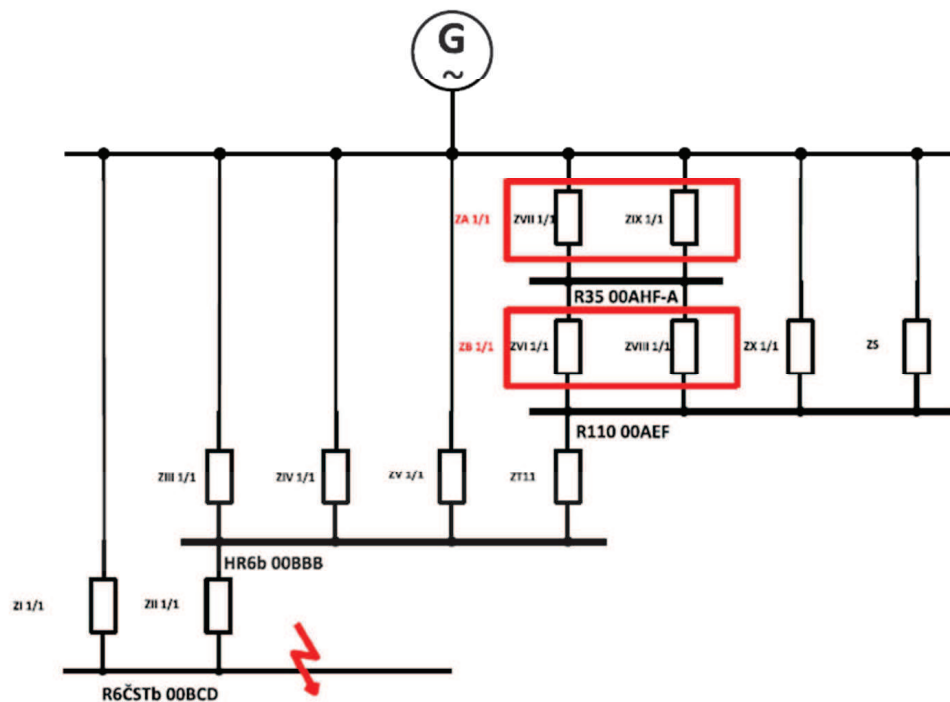 G
~
ZA 1/1
ZVII 1/1
ZIX 1/1
R35 00AHF-A
ZB 1/1
ZVI 1/1
ZVIII 1/1
ZX 1/1
ZS
R110 00AEF
ZIII 1/1
ZIV 1/1
ZV 1/1
ZT11
HR6b 00BBB
ZI 1/1
ZII 1/1
R6ČSTb 00BCD